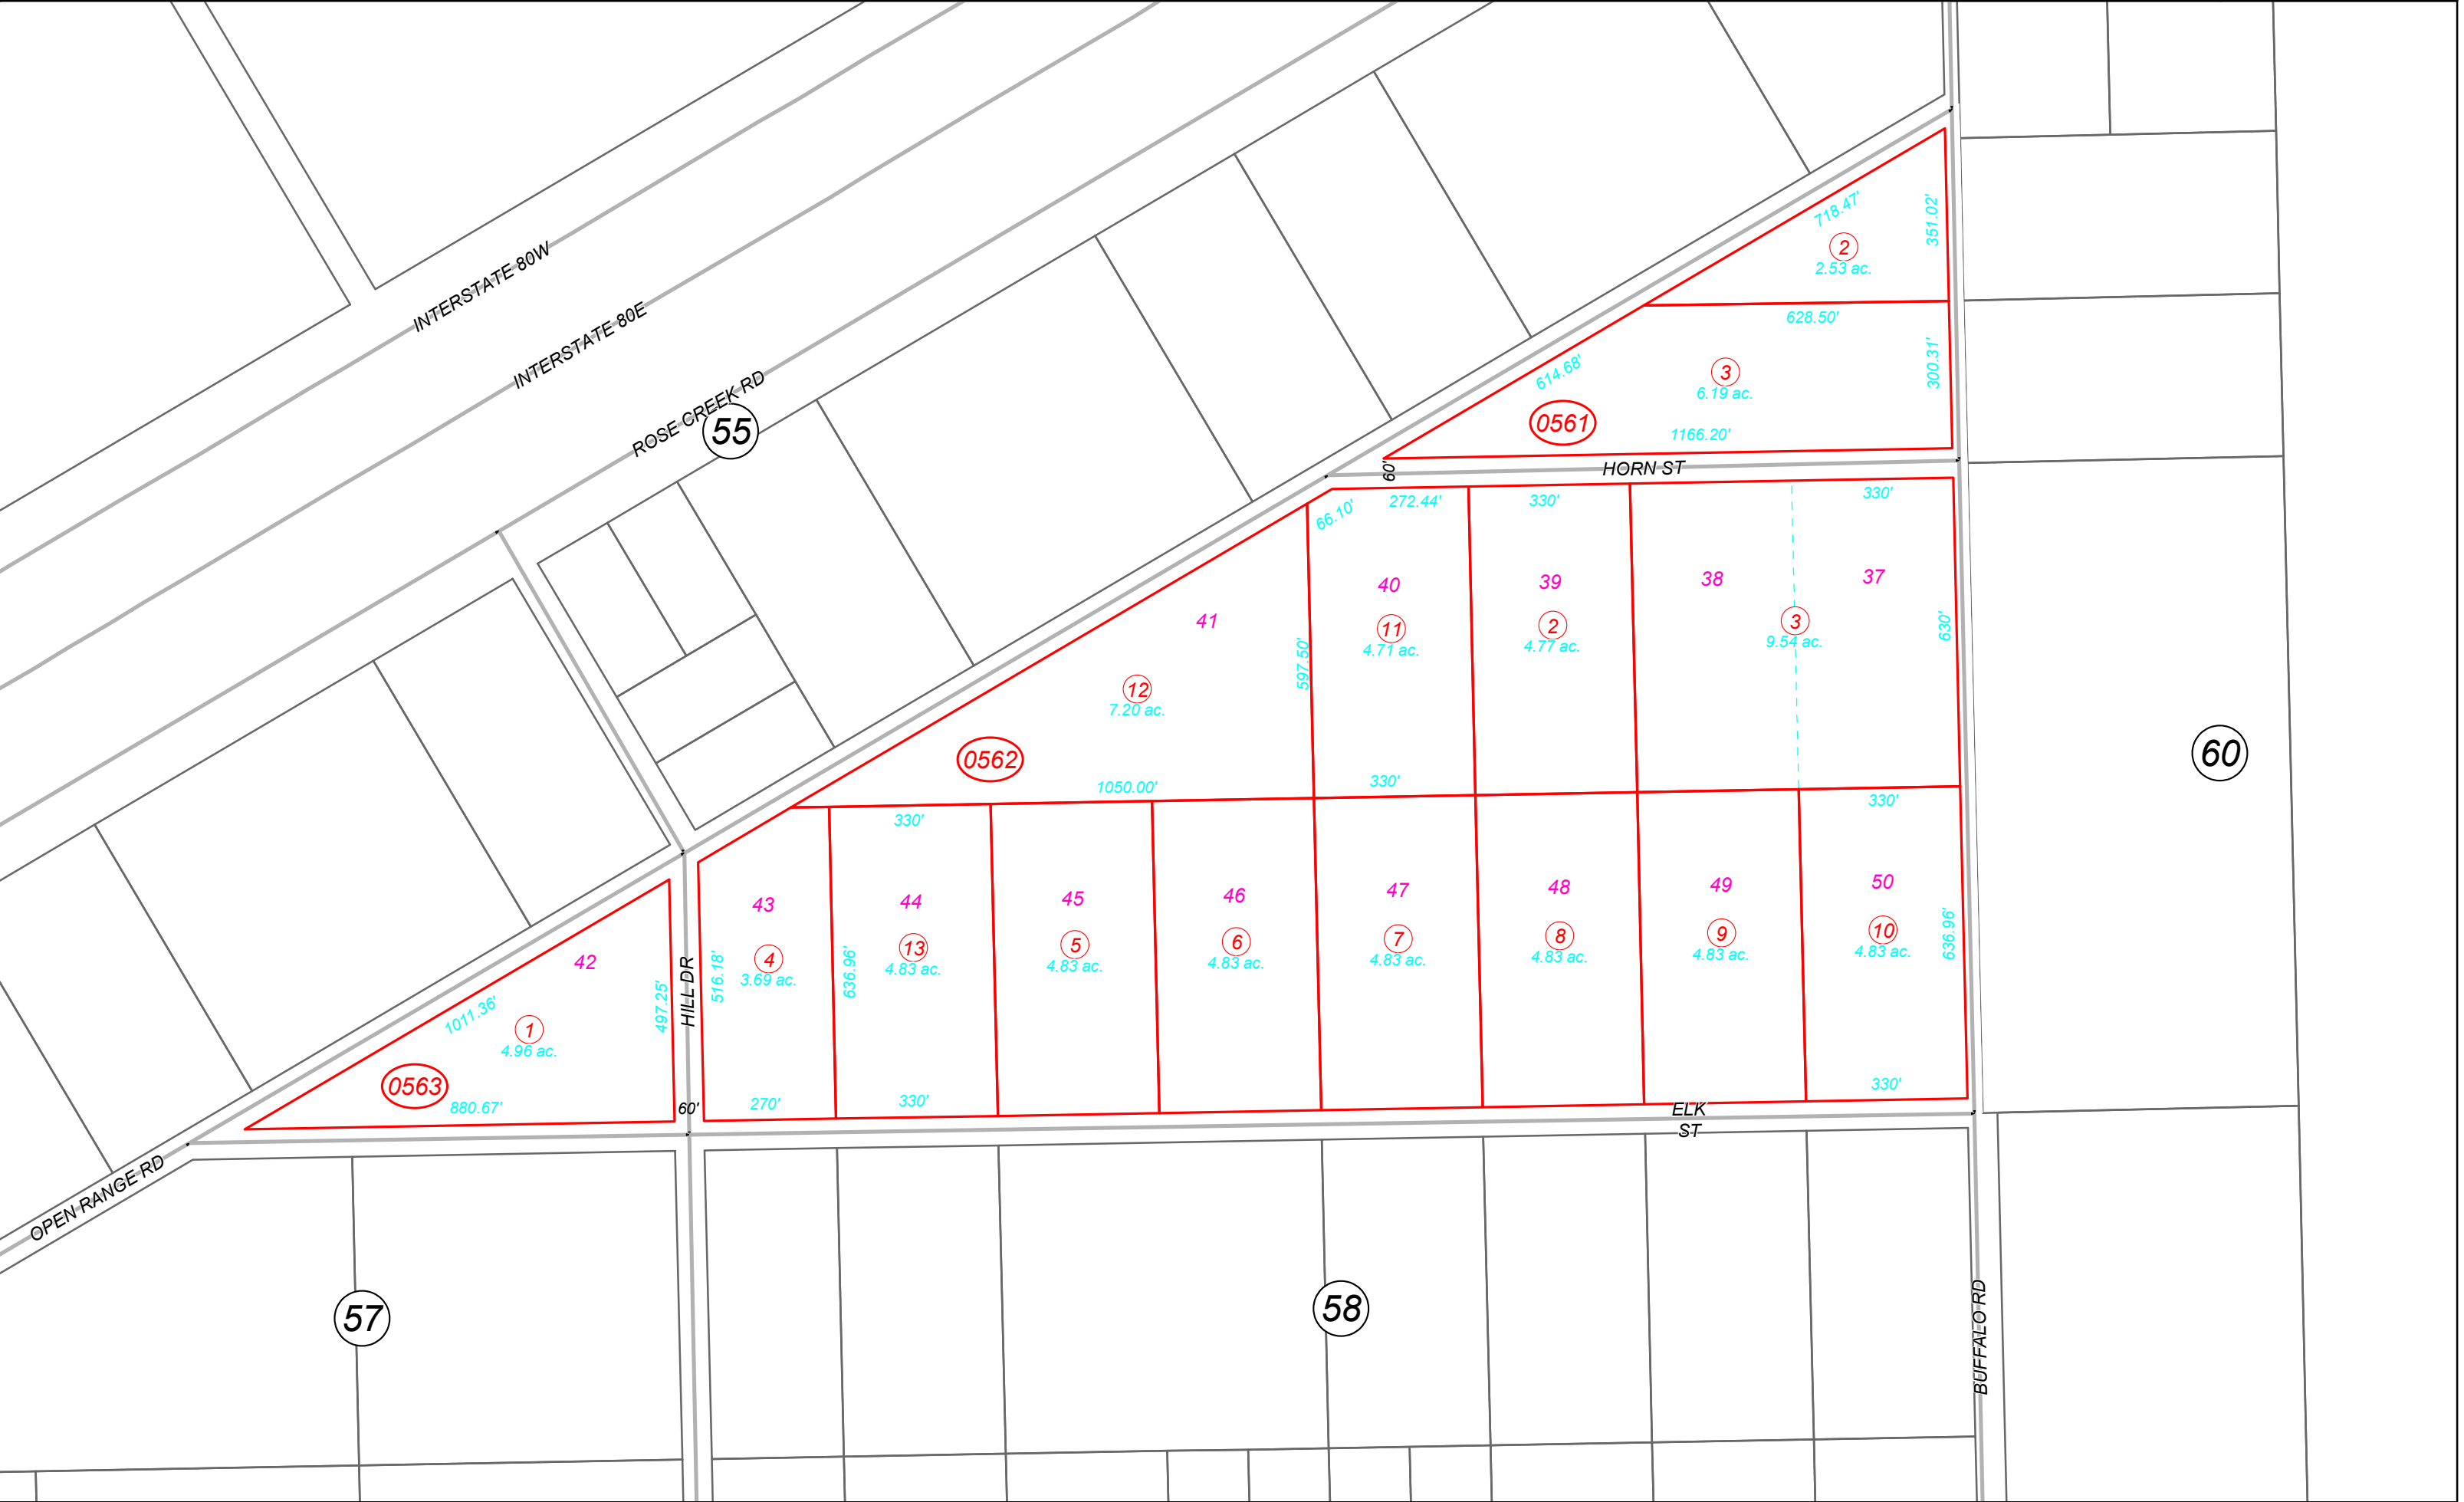 INTERSTATE 80W
INTERSTATE 80E
ROSE CREEK RD
55
718.47'
351.02'
2
2.53 ac.
628.50'
614.68'
3
6.19 ac.
300.31'
0561
1166.20'
60'
HORN ST
66.10'
272.44'
330'
330'
41
40
39
38
37
11
4.71 ac.
2
4.77 ac.
3
9.54 ac.
630'
597.50'
12
7.20 ac.
0562
1050.00'
330'
60
330'
330'
43
44
45
46
47
48
49
50
516.18'
4
3.69 ac.
636.96'
13
4.83 ac.
5
4.83 ac.
6
4.83 ac.
7
4.83 ac.
8
4.83 ac.
9
4.83 ac.
10
4.83 ac.
636.96'
42
1011.36'
497.25'
HILL DR
1
4.96 ac.
0563
880.67'
60'
270'
330'
330'
ELK
ST
OPEN RANGE RD
57
58
BUFFALO RD